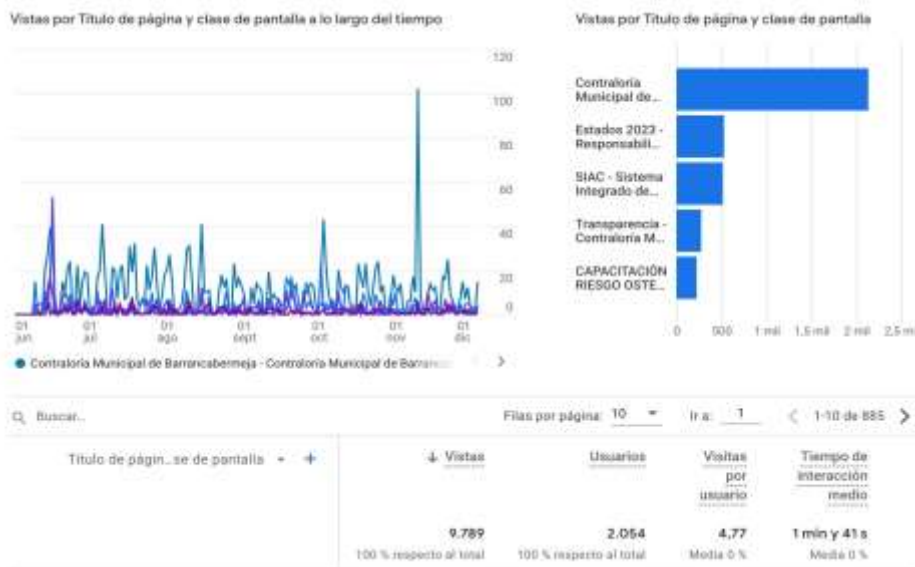 Vistas por Título de página y clase de pantalla a lo largo del tiempo
120
100
80
60
40
20
0
01 jun
01 jul
01 ago
01 sept
01 oct
01 nov
01 dic
Contraloría Municipal de Barrancabermeja - Contraloría Municipal de
Vistas por Título de página y clase de pantalla
Contraloría
Municipal de...
Estados 2023 -
Responsabili...
SIAC - Sistema
Integrado de...
Transparencia -
Contraloría M...
CAPACITACIÓN
RIESGO OSTE...
0 500 1 mil 1,5 mil 2 mil 2,5 m
Buscar...
Filas por página: 10 Ir a: 1 1-10 de 885
Título de págin...se de pantalla +
Vistas
Usuarios
Visitas
por
usuario
Tiempo de
interacción
medio
9.789 2.054 4,77 1 min y 41 s
100 % respecto al total 100 % respecto al total Media 0 % Media 0 %